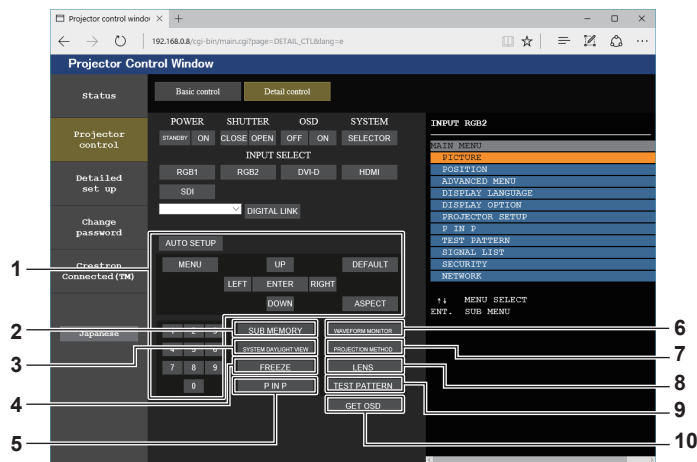 Projector control window
192.168.0.8/cgi-bin/main.cgi?page=DETAIL_CTL&lang=e
Projector Control Window
Status
Projector control
Detailed set up
Change password
Crestron Connected(TM)
Japanese
Basic control
Detail control
POWER SHUTTER OSD SYSTEM
STANDBY ON CLOSE OPEN OFF ON SELECTOR
INPUT SELECT
RGB1 RGB2 DVI-D HDMI
SDI
DIGITAL LINK
AUTO SETUP
MENU UP DEFAULT
LEFT ENTER RIGHT
DOWN ASPECT
1 2 3 SUB MEMORY WAVEFORM MONITOR
4 5 6 SYSTEM DAYLIGHT VIEW PROJECTION METHOD
7 8 9 FREEZE LENS
0 P IN P TEST PATTERN
GET OSD
INPUT RGB2
MAIN MENU
PICTURE
POSITION
ADVANCED MENU
DISPLAY LANGUAGE
DISPLAY OPTION
PROJECTOR SETUP
P IN P
TEST PATTERN
SIGNAL LIST
SECURITY
NETWORK
↑↓ MENU SELECT
ENT. SUB MENU
1
2
3
4
5
6
7
8
9
10